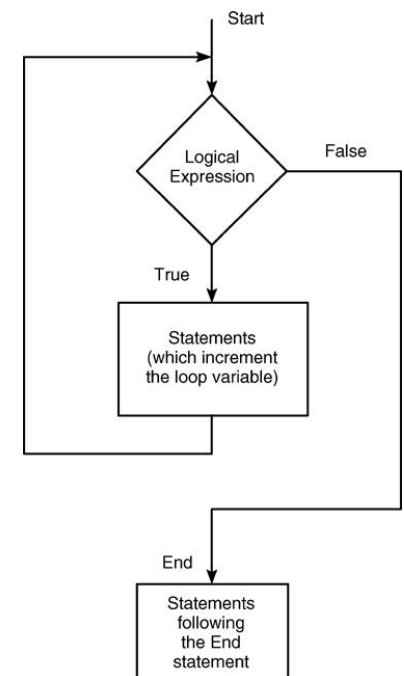 Start
Logical
Expression
False
True
Statements
(which increment
the loop variable)
End
Statements
following
the End
statement